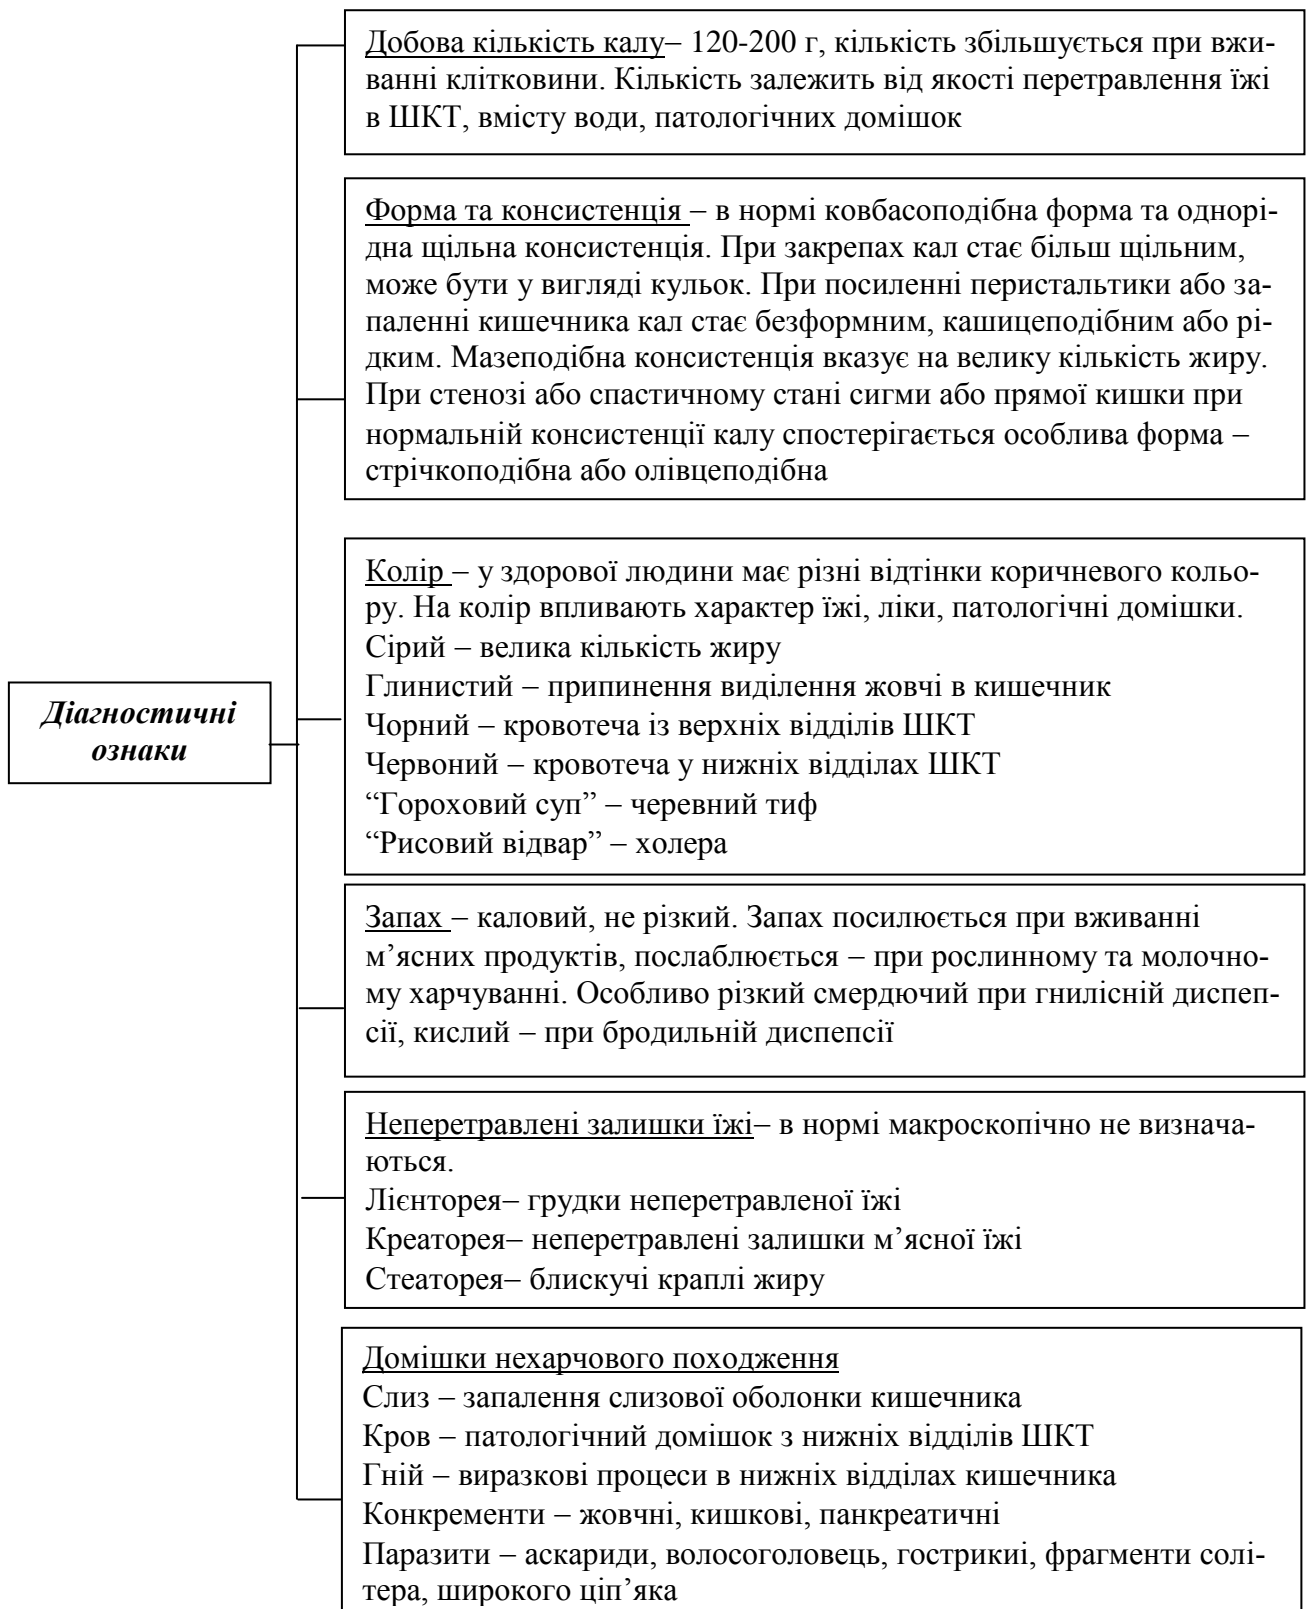 Добова кількість калу– 120-200 г, кількість збільшується при вжи-
ванні клітковини. Кількість залежить від якості перетравлення їжі
в ШКТ, вмісту води, патологічних домішок
Форма та консистенція – в нормі ковбасоподібна форма та однорі-
дна щільна консистенція. При закрепах кал стає більш щільним,
може бути у вигляді кульок. При посиленні перистальтики або за-
паленні кишечника кал стає безформним, кашицеподібним або рі-
дким. Мазеподібна консистенція вказує на велику кількість жиру.
При стенозі або спастичному стані сигми або прямої кишки при
нормальній консистенції калу спостерігається особлива форма –
стрічкоподібна або олівцеподібна
Колір – у здорової людини має різні відтінки коричневого кольо-
ру. На колір впливають характер їжі, ліки, патологічні домішки.
Сірий – велика кількість жиру
Глинистий – припинення виділення жовчі в кишечник
Чорний – кровотеча із верхніх відділів ШКТ
Червоний – кровотеча у нижніх відділах ШКТ
“Гороховий суп” – черевний тиф
“Рисовий відвар” – холера
Діагностичні
ознаки
Запах – каловий, не різкий. Запах посилюється при вживанні
м’ясних продуктів, послаблюється – при рослинному та молочно-
му харчуванні. Особливо різкий смердючий при гнилісній диспеп-
сії, кислий – при бродильній диспепсії
Неперетравлені залишки їжі– в нормі макроскопічно не визнача-
ються.
Лієнторея– грудки неперетравленої їжі
Креаторея– неперетравлені залишки м’ясної їжі
Стеаторея– блискучі краплі жиру
Домішки нехарчового походження
Слиз – запалення слизової оболонки кишечника
Кров – патологічний домішок з нижніх відділів ШКТ
Гній – виразкові процеси в нижніх відділах кишечника
Конкременти – жовчні, кишкові, панкреатичні
Паразити – аскариди, волосоголовець, гострикиі, фрагменти солі-
тера, широкого ціп’яка